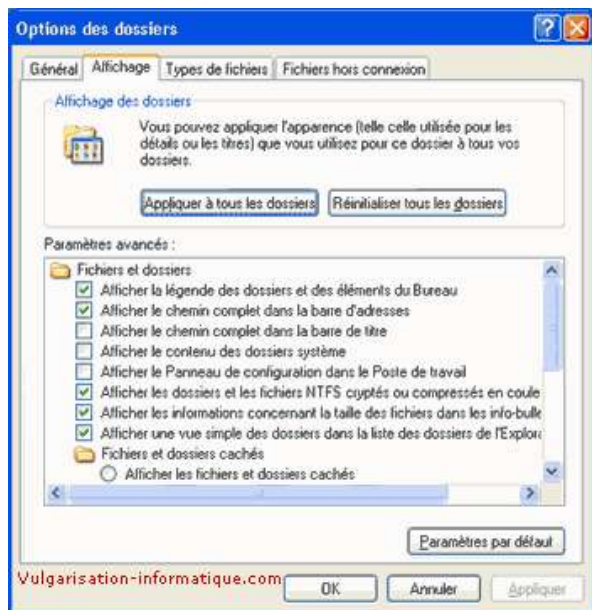 Options des dossiers
Général Affichage Types de fichiers Fichiers hors connexion
Affichage des dossiers
Vous pouvez appliquer l'apparence (telle celle utilisée pour les
détails ou les titres) que vous utilisez pour ce dossier à tous vos
dossiers.
Appliquer à tous les dossiers Réinitialiser tous les dossiers
Paramètres avancés :
Fichiers et dossiers
Afficher la légende des dossiers et des éléments du Bureau
Afficher le chemin complet dans la barre d'adresses
Afficher le chemin complet dans la barre de titre
Afficher le contenu des dossiers système
Afficher le Panneau de configuration dans le Poste de travail
Afficher les dossiers et les fichiers NTFS cryptés ou compressés en coule
Afficher les informations concernant la taille des fichiers dans les info-bulle
Afficher une vue simple des dossiers dans la liste des dossiers de l'Explora
Fichiers et dossiers cachés
Afficher les fichiers et dossiers cachés
Paramètres par défaut
Vulgarisation-informatique.com
OK Annuler Appliquer